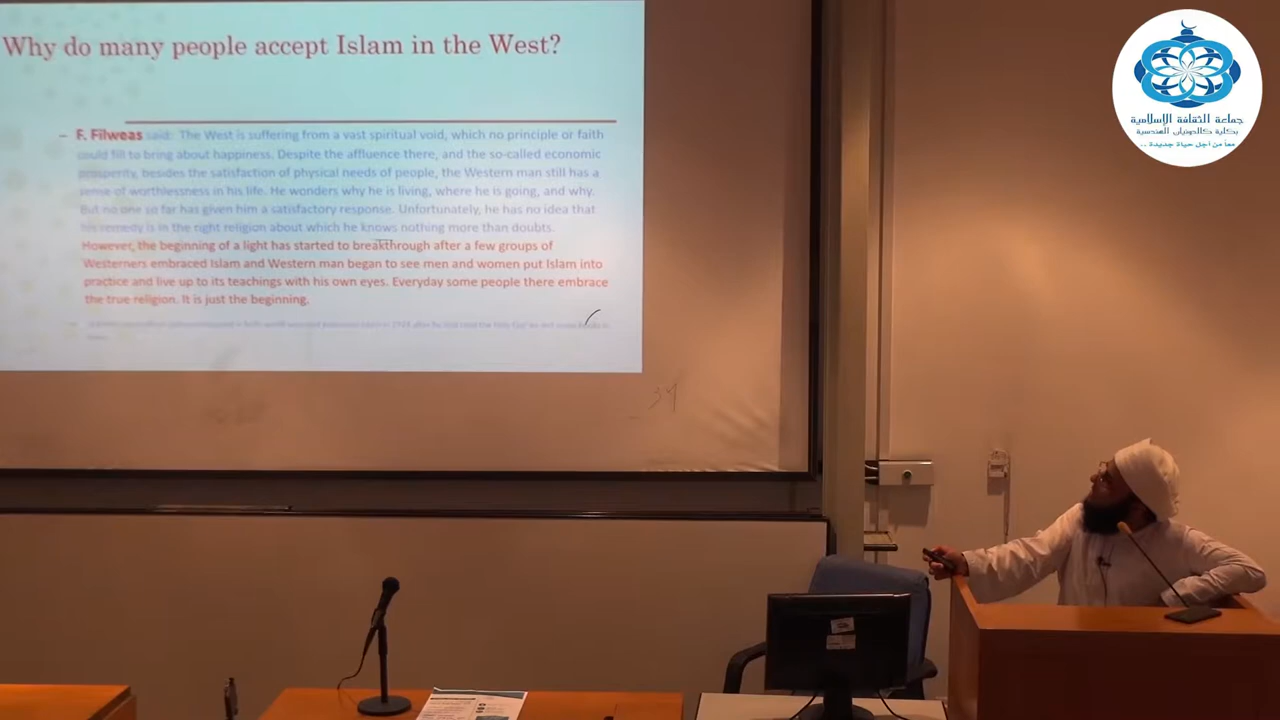 Why do many people accept Islam in the West?
– F. Filweas said: The West is suffering from a vast spiritual void, which no principle or faith
could fill to bring about happiness. Despite the affluence there, and the so-called economic
prosperity, besides the satisfaction of physical needs of people, the Western man still has a
sense of worthlessness in his life. He wonders why he is living, where he is going, and why.
But no one so far has given him a satisfactory response. Unfortunately, he has no idea that
his remedy is in the right religion about which he knows nothing more than doubts.
However, the beginning of a light has started to breakthrough after a few groups of
Westerners embraced Islam and Western man began to see men and women put Islam into
practice and live up to its teachings with his own eyes. Everyday some people there embrace
the true religion. It is just the beginning.
جماعة الثقافة الإسلامية
بكلية كالدونيان الهندسية
معا من أجل حياة جديدة ..